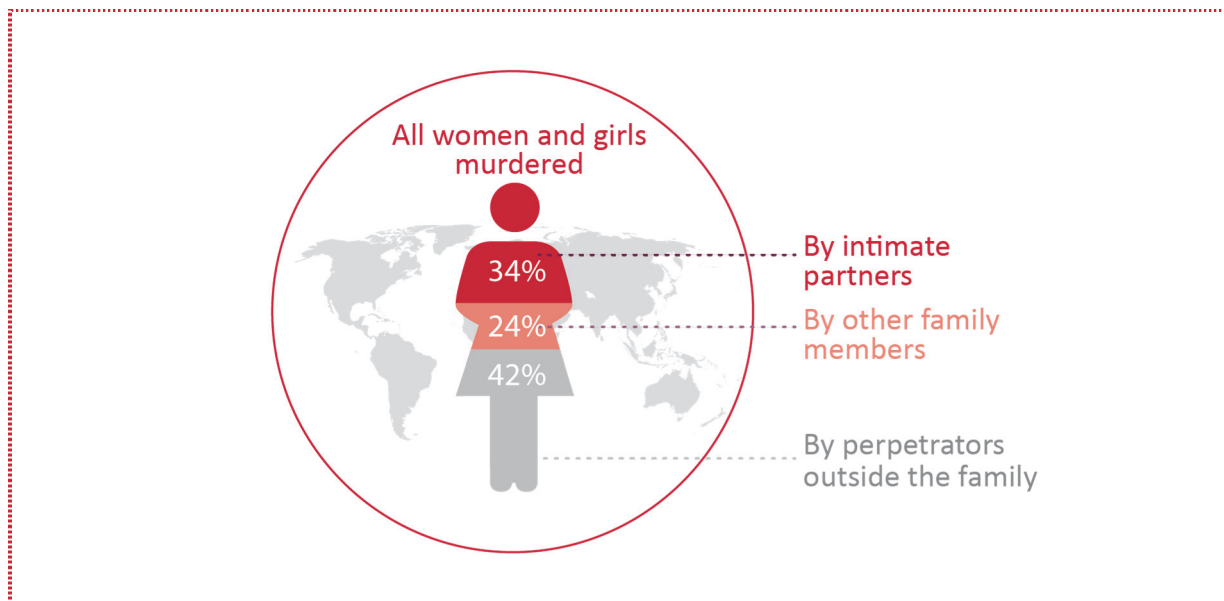 All women and girls
murdered
34%
By intimate
partners
24%
By other family
members
42%
By perpetrators
outside the family